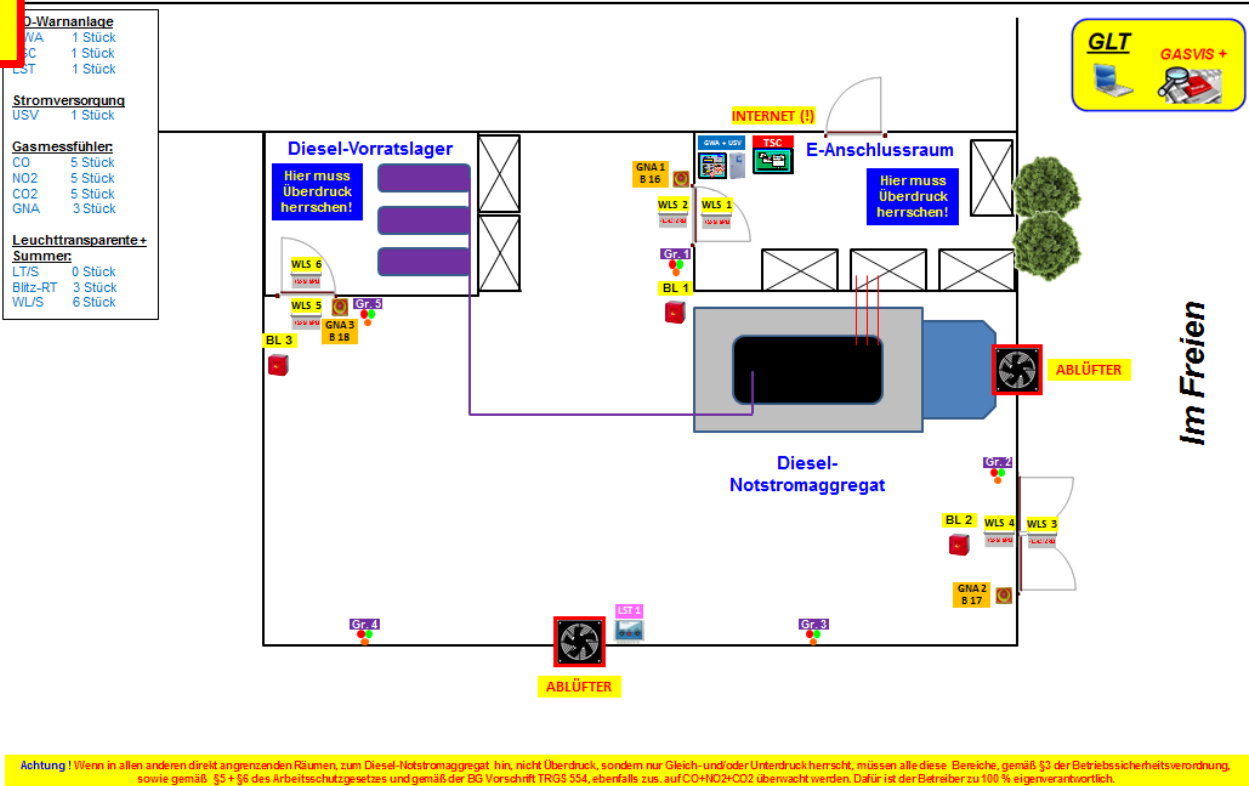 O-Warnanlage
WA 1 Stück
SC 1 Stück
LST 1 Stück
Stromversorgung
USV 1 Stück
Gasmessfühler:
CO 5 Stück
NO2 5 Stück
CO2 5 Stück
GNA 3 Stück
Leuchttransparente +
Summer:
LT/S 0 Stück
Blitz-RT 3 Stück
WL/S 6 Stück
GLT
GASVIS +
INTERNET (!)
Diesel-Vorratslager
Hier muss
Überdruck
herrschen!
GWA + USV
TSC
E-Anschlussraum
Hier muss
Überdruck
herrschen!
GNA 1
B 16
WLS 2
WLS 1
Gr. 1
BL 1
WLS 6
WLS 5
Gr. 5
GNA 3
B 18
BL 3
ABLÜFTER
Im Freien
Diesel-
Notstromaggregat
Gr. 2
BL 2
WLS 4
WLS 3
GNA 2
B 17
Gr. 4
LST 1
Gr. 3
ABLÜFTER
Achtung ! Wenn in allen anderen direkt angrenzenden Räumen, zum Diesel-Notstromaggregat hin, nicht Überdruck, sondern nur Gleich- und/oder Unterdruck herrscht, müssen alle diese Bereiche, gemäß §3 der Betriebssicherheitsverordnung,
sowie gemäß §5 + §6 des Arbeitsschutzgesetzes und gemäß der BG Vorschrift TRGS 554, ebenfalls zus. auf CO+NO2+CO2 überwacht werden. Dafür ist der Betreiber zu 100 % eigenverantwortlich.